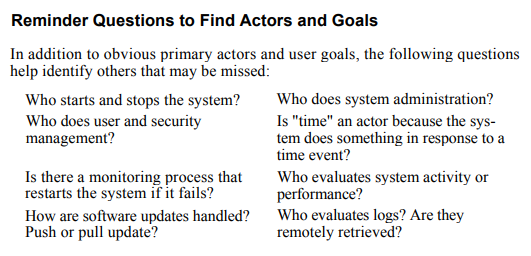 Reminder Questions to Find Actors and Goals
In addition to obvious primary actors and user goals, the following questions
help identify others that may be missed:
Who starts and stops the system?
Who does system administration?
Who does user and security
management?
Is "time" an actor because the sys-
tem does something in response to a
time event?
Is there a monitoring process that
restarts the system if it fails?
Who evaluates system activity or
performance?
How are software updates handled?
Push or pull update?
Who evaluates logs? Are they
remotely retrieved?